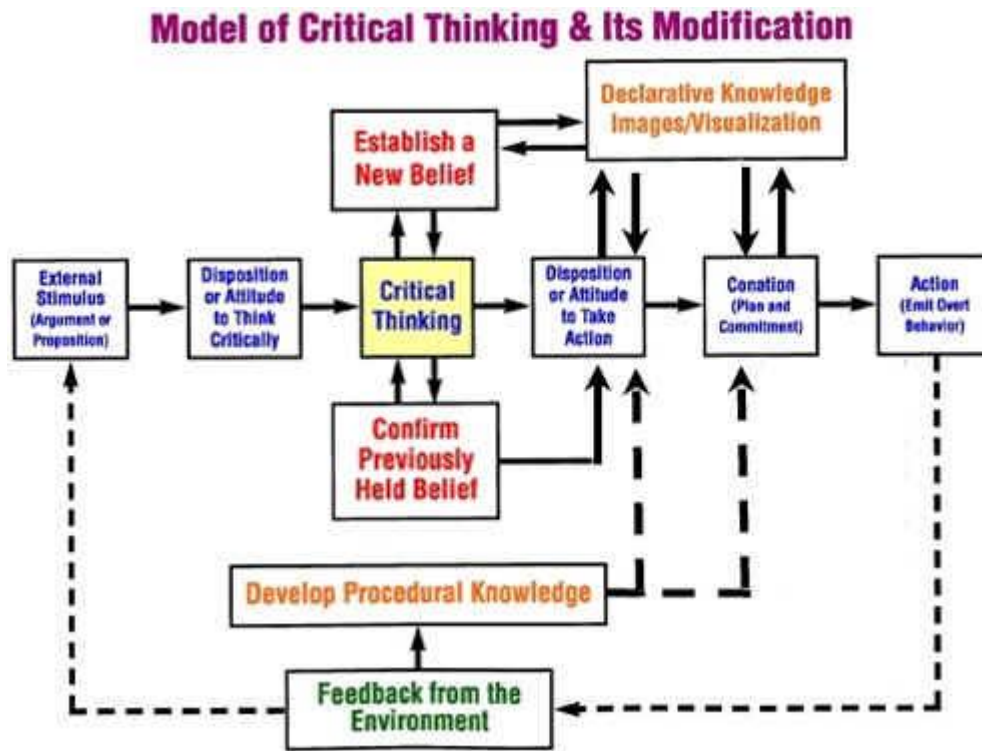 Model of Critical Thinking & Its Modification
Declarative Knowledge
Images/Visualization
Establish a
New Belief
External
Stimulus
(Argument or
Proposition)
Disposition
or Attitude
to Think
Critically
Critical
Thinking
Disposition
or Attitude
to Take
Action
Conation
(Plan and
Commitment)
Action
(Emit Overt
Behavior)
Confirm
Previously
Held Belief
Develop Procedural Knowledge
Feedback from the
Environment